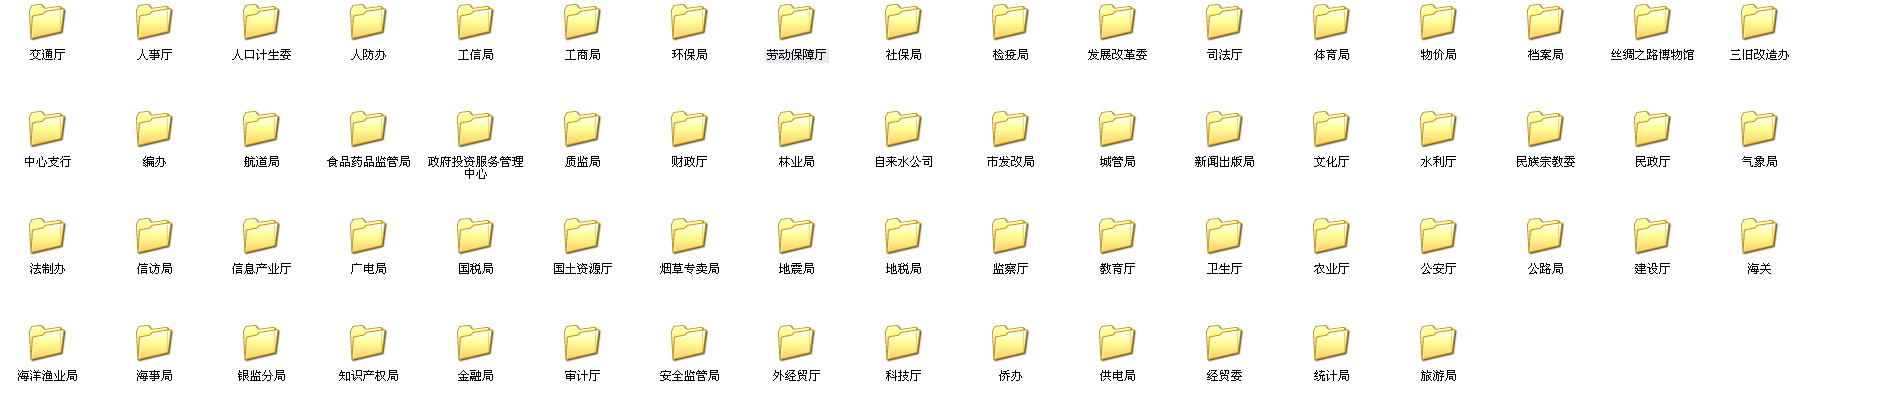 交通厅
人事厅
人口计生委
人防办
工信局
工商局
环保局
劳动保障厅
社保局
检疫局
发展改革委
司法厅
体育局
物价局
档案局
丝绸之路博物馆
三旧改造办
中心支行
编办
航道局
食品药品监管局
政府投资服务管理
中心
质监局
财政厅
林业局
自来水公司
市发改局
城管局
新闻出版局
文化厅
水利厅
民族宗教委
民政厅
气象局
法制办
信访局
信息产业厅
广电局
国税局
国土资源厅
烟草专卖局
地震局
地税局
监察厅
教育厅
卫生厅
农业厅
公安厅
公路局
建设厅
海关
海洋渔业局
海事局
银监分局
知识产权局
金融局
审计厅
安全监管局
外经贸厅
科技厅
侨办
供电局
经贸委
统计局
旅游局